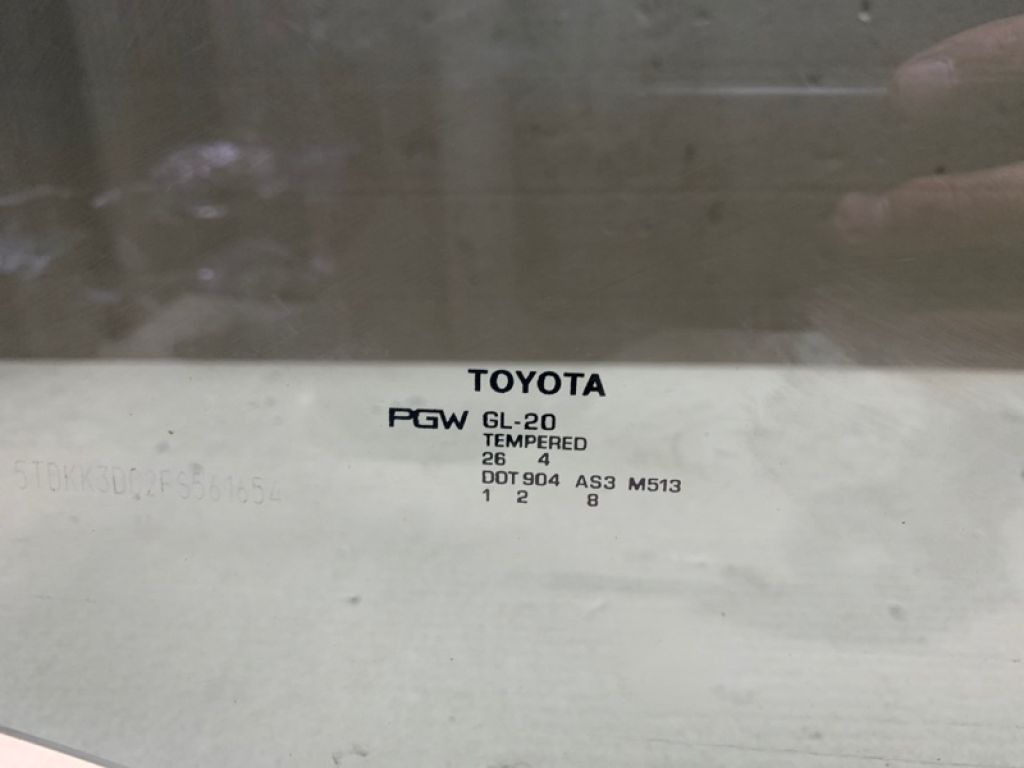 TOYOTA
PGW GL-20
TEMPERED
26 4
DOT 904 AS3 M513
1 2 8
5TDKK3DC2FS561654